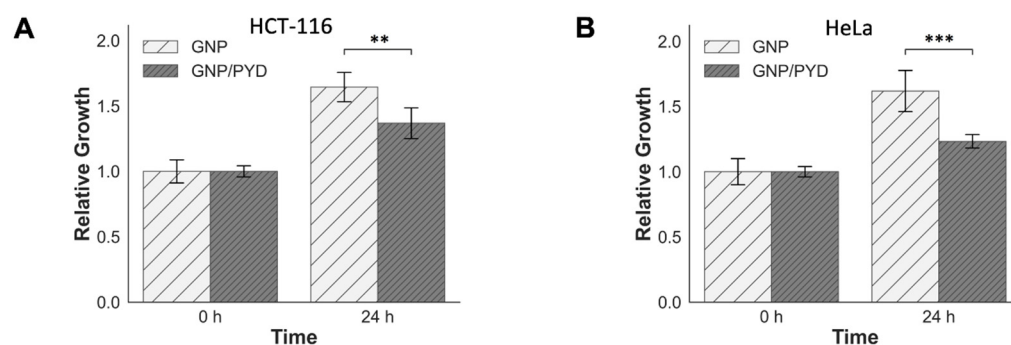 A
HCT-116
GNP
GNP/PYD
**
Relative Growth
2.0
1.5
1.0
0.5
0.0
0 h
24 h
Time
B
HeLa
GNP
GNP/PYD
***
Relative Growth
2.0
1.5
1.0
0.5
0.0
0 h
24 h
Time